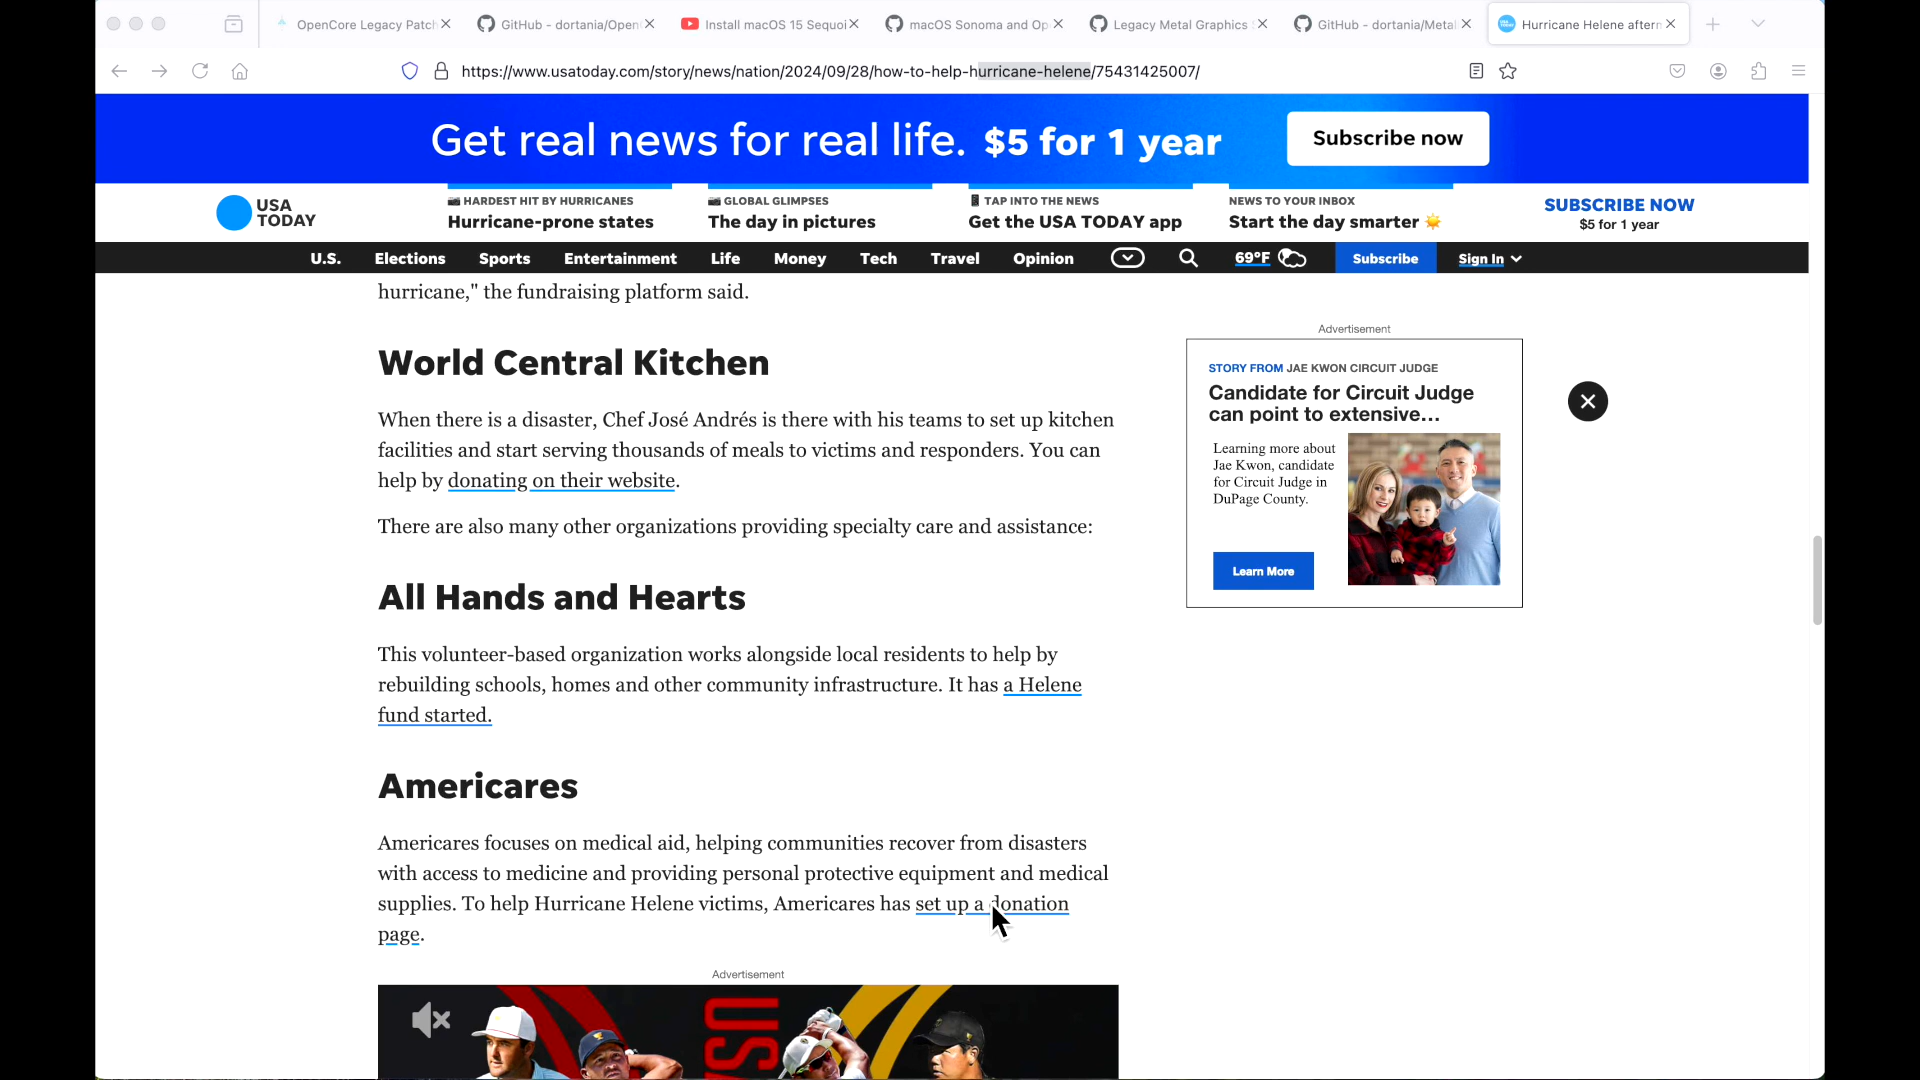 OpenCore Legacy Patch
GitHub - dortania/Open
Install macOS 15 Sequoi
macOS Sonoma and Op
Legacy Metal Graphics
GitHub - dortania/Metal
Hurricane Helene aftern
https://www.usatoday.com/story/news/nation/2024/09/28/how-to-help-hurricane-helene/75431425007/
Get real news for real life. $5 for 1 year
Subscribe now
USA
TODAY
HARDEST HIT BY HURRICANES
Hurricane-prone states
GLOBAL GLIMPSES
The day in pictures
TAP INTO THE NEWS
Get the USA TODAY app
NEWS TO YOUR INBOX
Start the day smarter
SUBSCRIBE NOW
$5 for 1 year
U.S. Elections Sports Entertainment Life Money Tech Travel Opinion 69°F Subscribe Sign In
hurricane," the fundraising platform said.
World Central Kitchen
When there is a disaster, Chef José Andrés is there with his teams to set up kitchen
facilities and start serving thousands of meals to victims and responders. You can
help by donating on their website.
There are also many other organizations providing specialty care and assistance:
All Hands and Hearts
This volunteer-based organization works alongside local residents to help by
rebuilding schools, homes and other community infrastructure. It has a Helene
fund started.
Americares
Americares focuses on medical aid, helping communities recover from disasters
with access to medicine and providing personal protective equipment and medical
supplies. To help Hurricane Helene victims, Americares has set up a donation
page.
Advertisement
USA
Advertisement
STORY FROM JAE KWON CIRCUIT JUDGE
Candidate for Circuit Judge
can point to extensive...
Learning more about
Jae Kwon, candidate
for Circuit Judge in
DuPage County.
Learn More